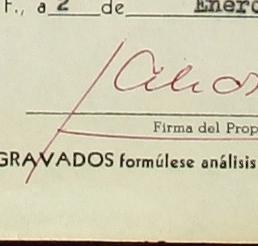 F., a 2 de Enero
Firma del Prop
GRAVADOS formúlese análisis